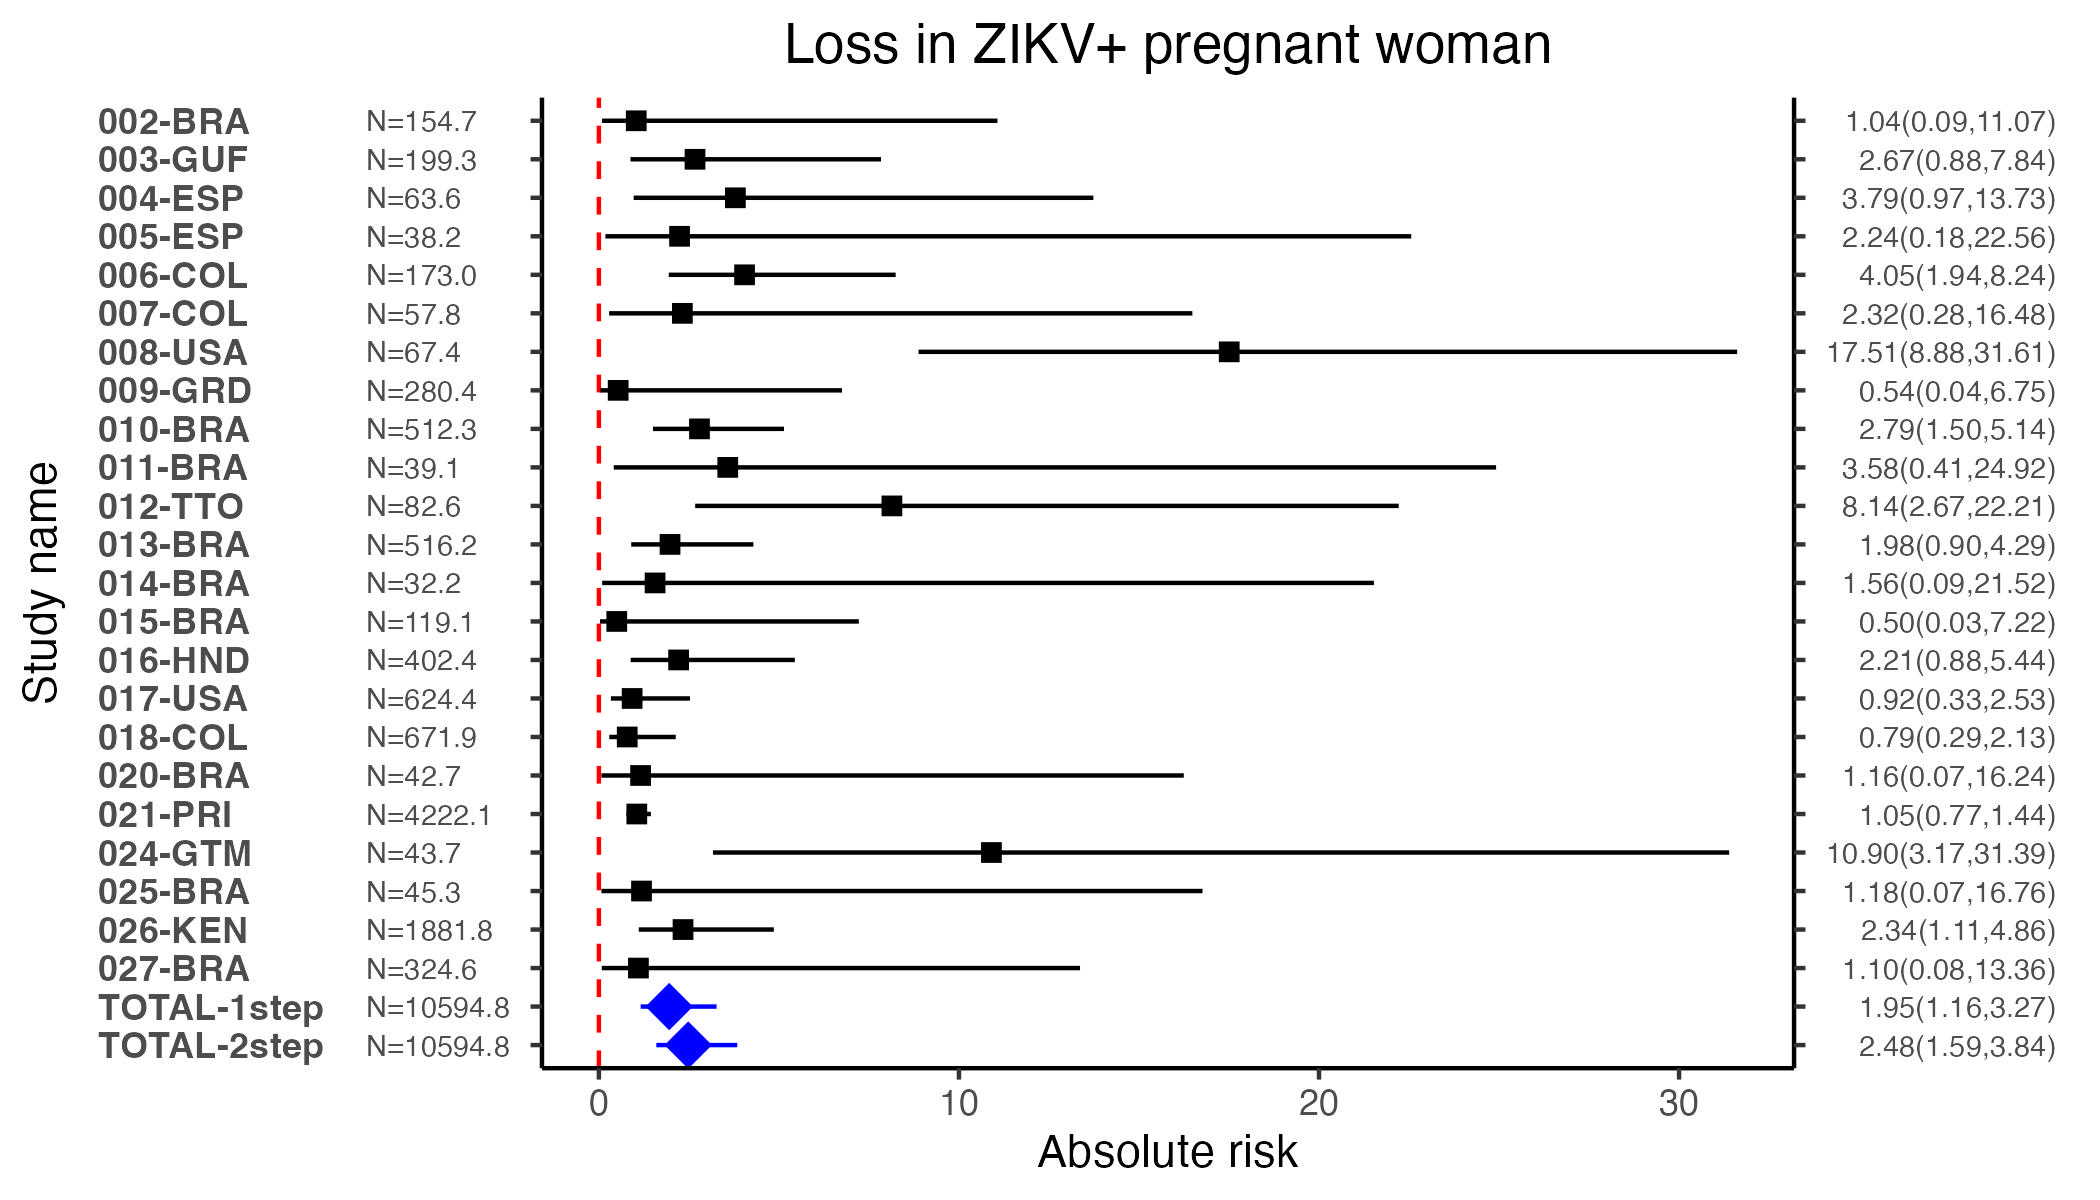 Loss in ZIKV+ pregnant woman
Study name
002-BRA N=154.7 1.04(0.09,11.07)
003-GUF N=199.3 2.67(0.88,7.84)
004-ESP N=63.6 3.79(0.97,13.73)
005-ESP N=38.2 2.24(0.18,22.56)
006-COL N=173.0 4.05(1.94,8.24)
007-COL N=57.8 2.32(0.28,16.48)
008-USA N=67.4 17.51(8.88,31.61)
009-GRD N=280.4 0.54(0.04,6.75)
010-BRA N=512.3 2.79(1.50,5.14)
011-BRA N=39.1 3.58(0.41,24.92)
012-TTO N=82.6 8.14(2.67,22.21)
013-BRA N=516.2 1.98(0.90,4.29)
014-BRA N=32.2 1.56(0.09,21.52)
015-BRA N=119.1 0.50(0.03,7.22)
016-HND N=402.4 2.21(0.88,5.44)
017-USA N=624.4 0.92(0.33,2.53)
018-COL N=671.9 0.79(0.29,2.13)
020-BRA N=42.7 1.16(0.07,16.24)
021-PRI N=4222.1 1.05(0.77,1.44)
024-GTM N=43.7 10.90(3.17,31.39)
025-BRA N=45.3 1.18(0.07,16.76)
026-KEN N=1881.8 2.34(1.11,4.86)
027-BRA N=324.6 1.10(0.08,13.36)
TOTAL-1step N=10594.8 1.95(1.16,3.27)
TOTAL-2step N=10594.8 2.48(1.59,3.84)
0 10 20 30
Absolute risk